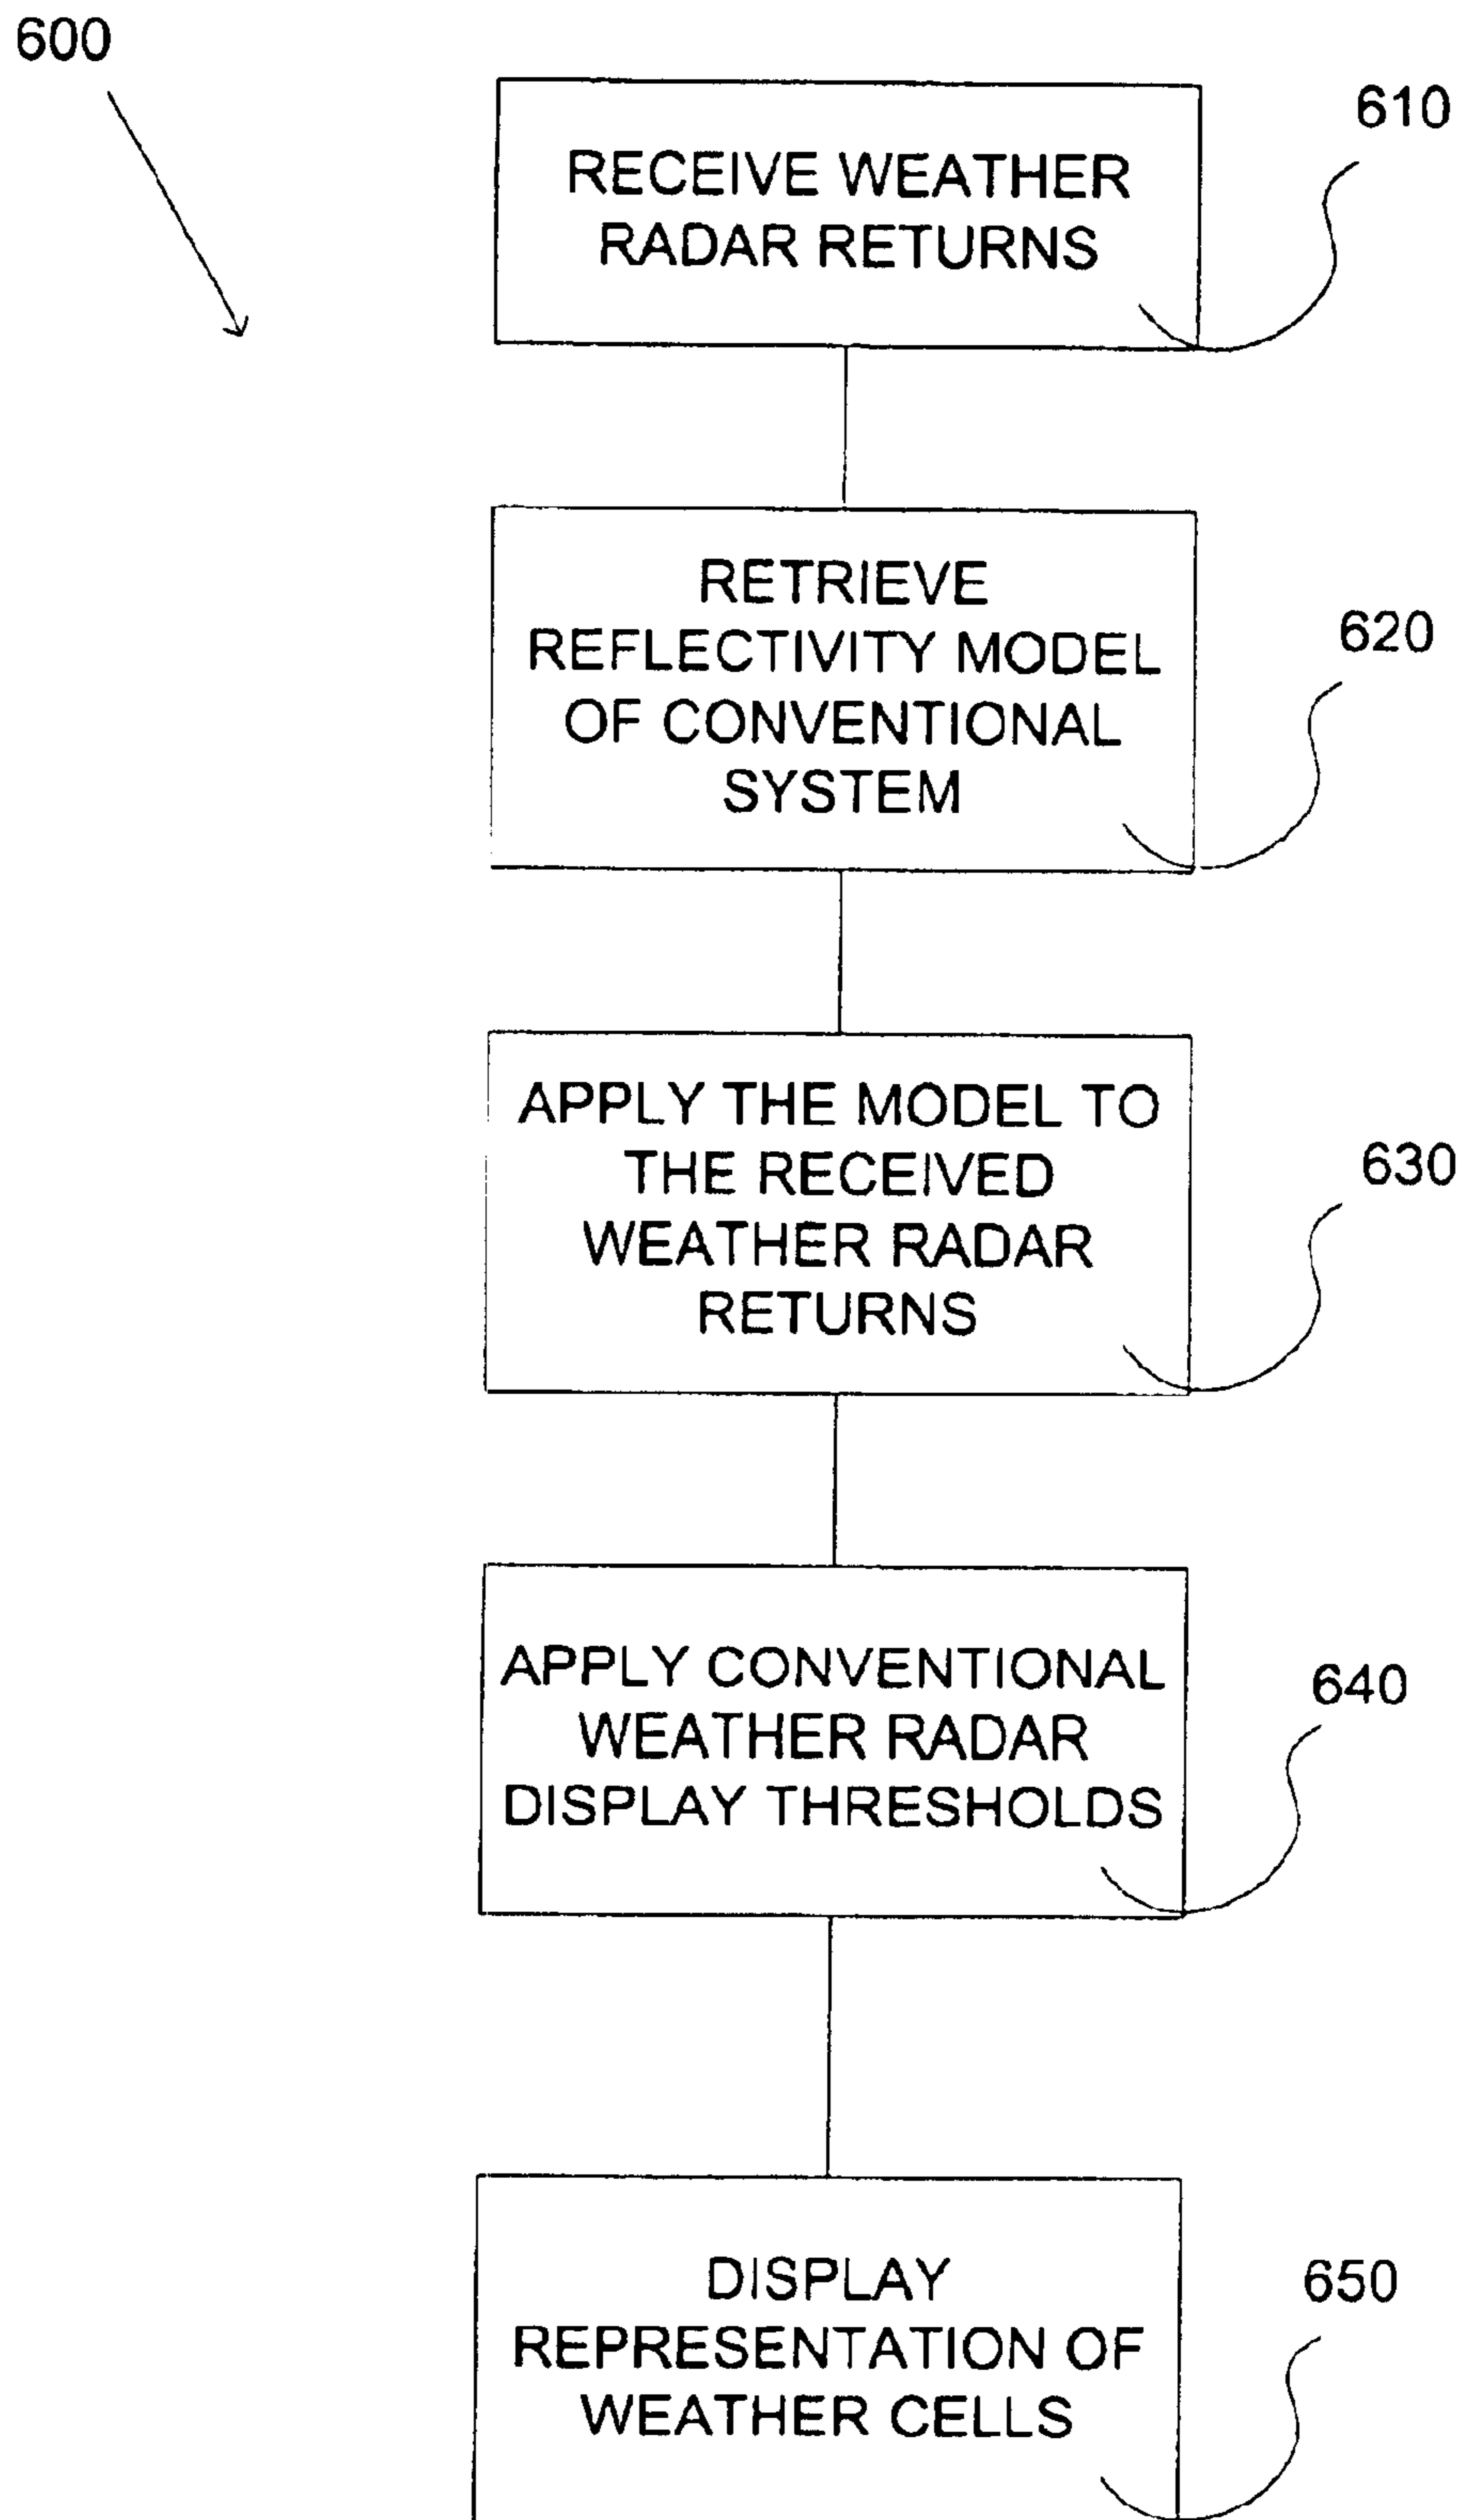 600
610
RECEIVE WEATHER
RADAR RETURNS
RETRIEVE
REFLECTIVITY MODEL
OF CONVENTIONAL
SYSTEM
620
APPLY THE MODEL TO
THE RECEIVED
WEATHER RADAR
RETURNS
630
APPLY CONVENTIONAL
WEATHER RADAR
DISPLAY THRESHOLDS
640
DISPLAY
REPRESENTATION OF
WEATHER CELLS
650